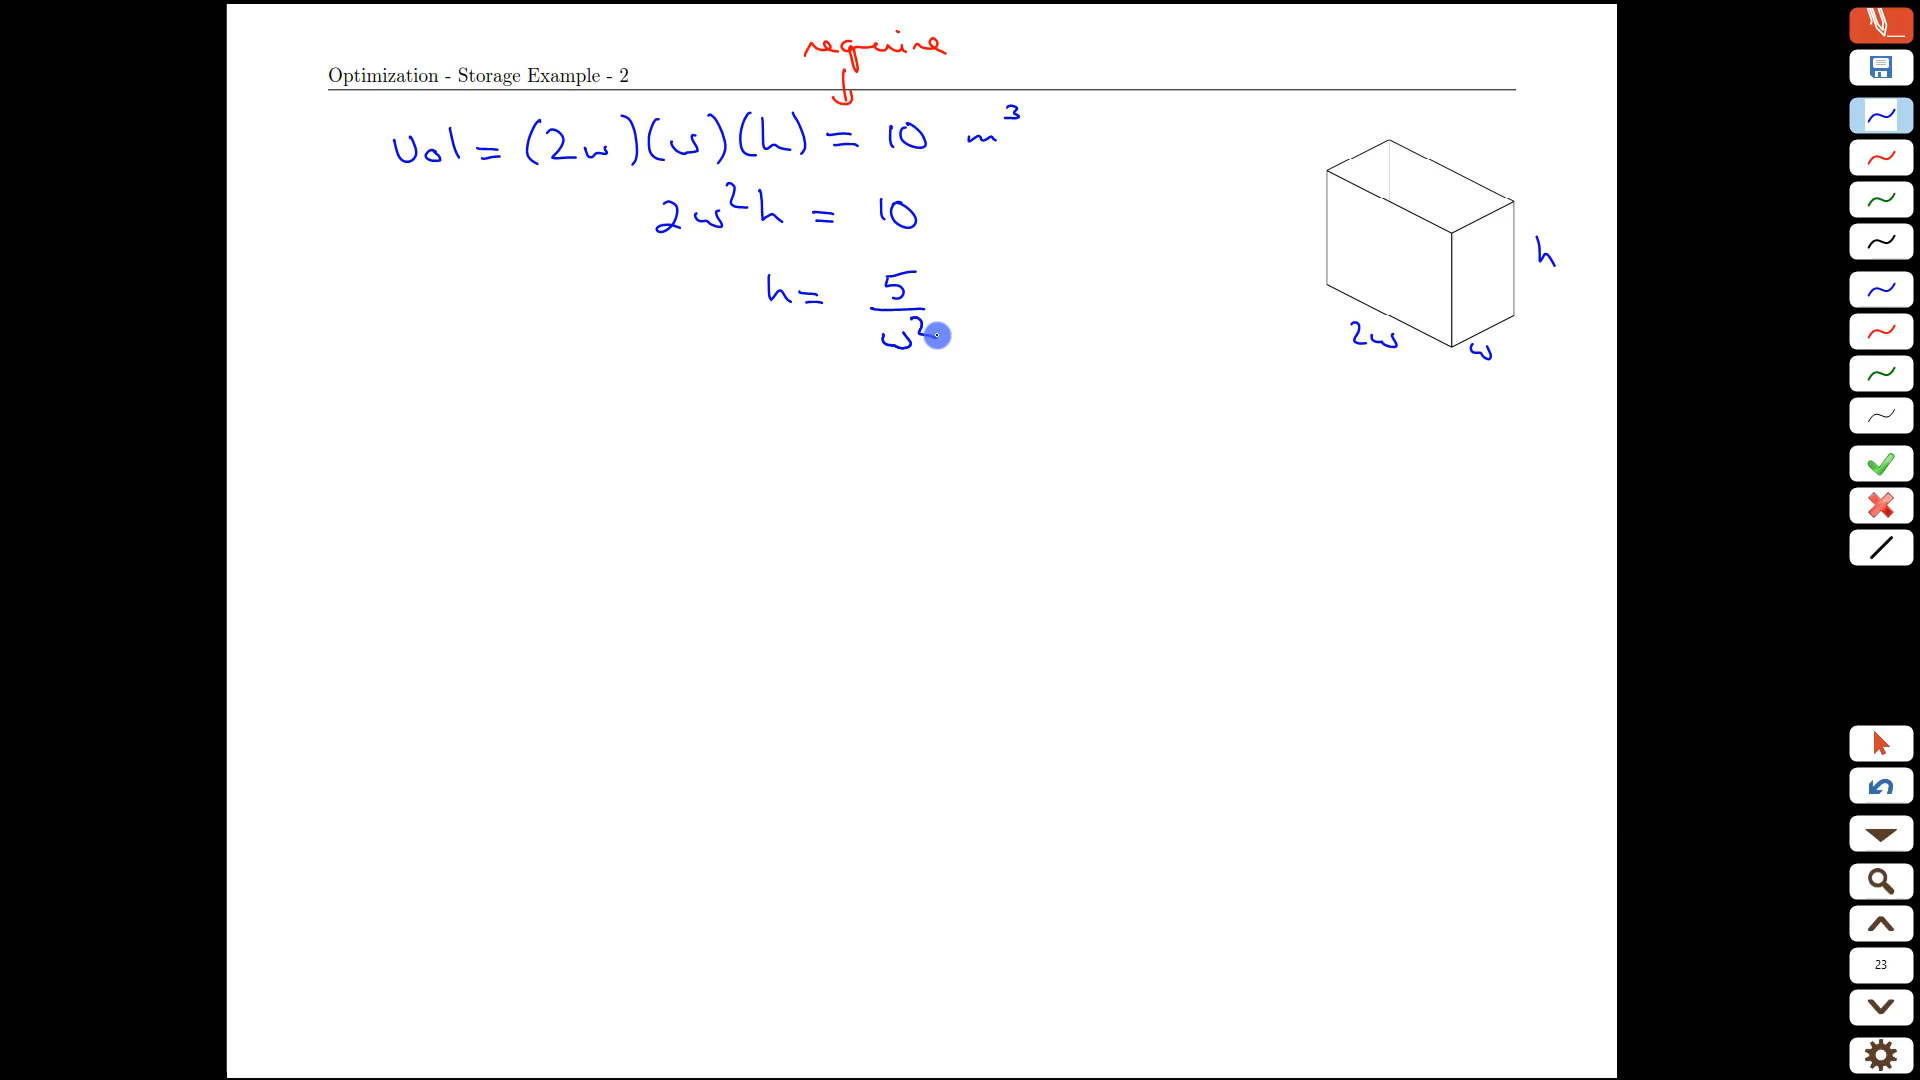 require
Optimization - Storage Example - 2
Vol = (2w)(w)(h) = 10 m³
2w²h = 10
h = 5/w²
h
2w
w
23